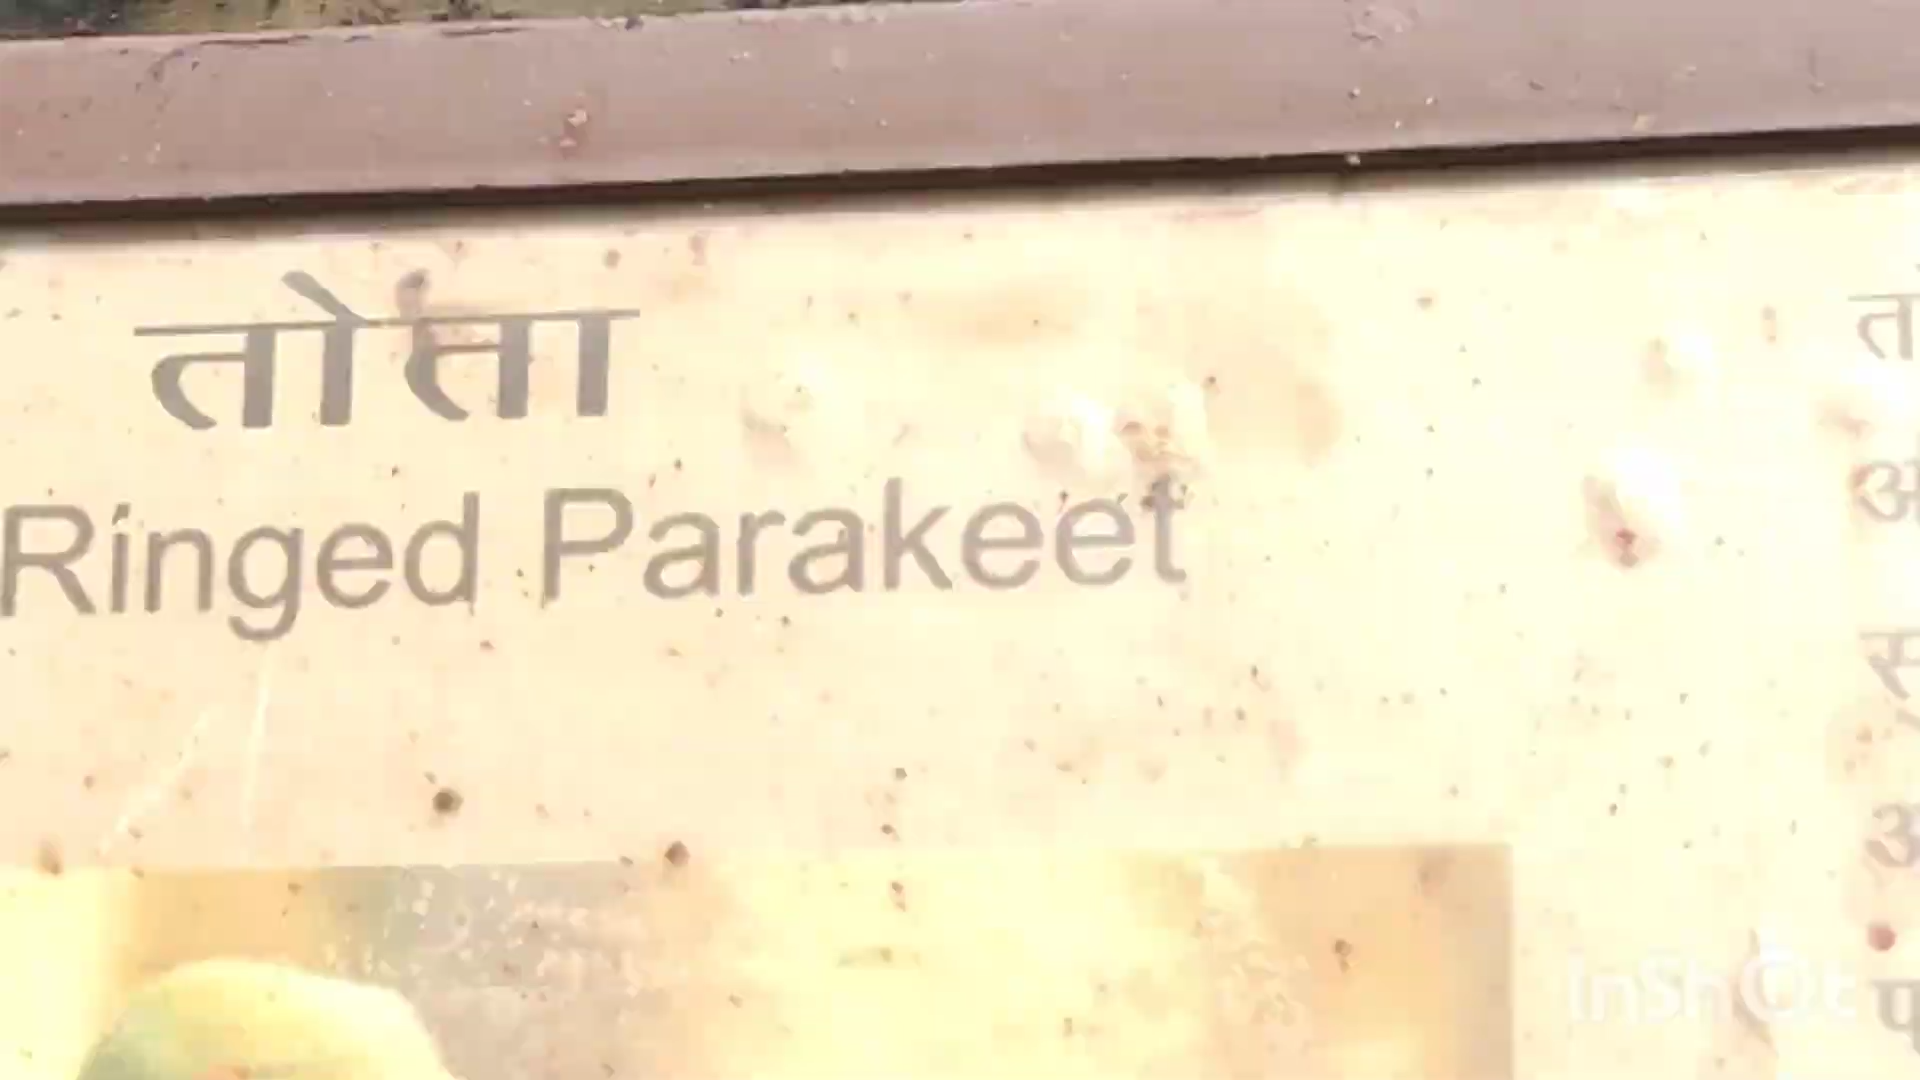 तोता
Ringed Parakeet
InShOt